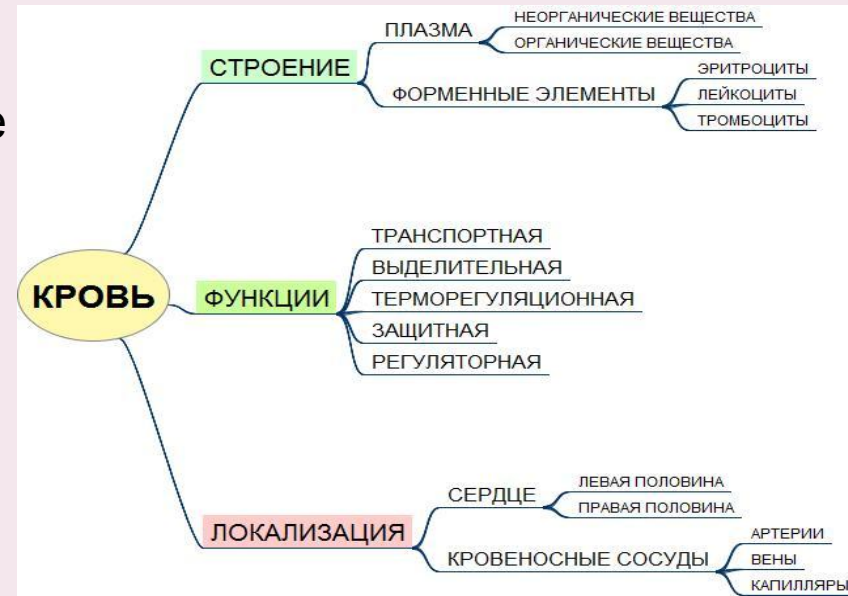 КРОВЬ
СТРОЕНИЕ
ПЛАЗМА
НЕОРГАНИЧЕСКИЕ ВЕЩЕСТВА
ОРГАНИЧЕСКИЕ ВЕЩЕСТВА
ФОРМЕННЫЕ ЭЛЕМЕНТЫ
ЭРИТРОЦИТЫ
ЛЕЙКОЦИТЫ
ТРОМБОЦИТЫ
ФУНКЦИИ
ТРАНСПОРТНАЯ
ВЫДЕЛИТЕЛЬНАЯ
ТЕРМОРЕГУЛЯЦИОННАЯ
ЗАЩИТНАЯ
РЕГУЛЯТОРНАЯ
ЛОКАЛИЗАЦИЯ
СЕРДЦЕ
ЛЕВАЯ ПОЛОВИНА
ПРАВАЯ ПОЛОВИНА
КРОВЕНОСНЫЕ СОСУДЫ
АРТЕРИИ
ВЕНЫ
КАПИЛЛЯРЫ